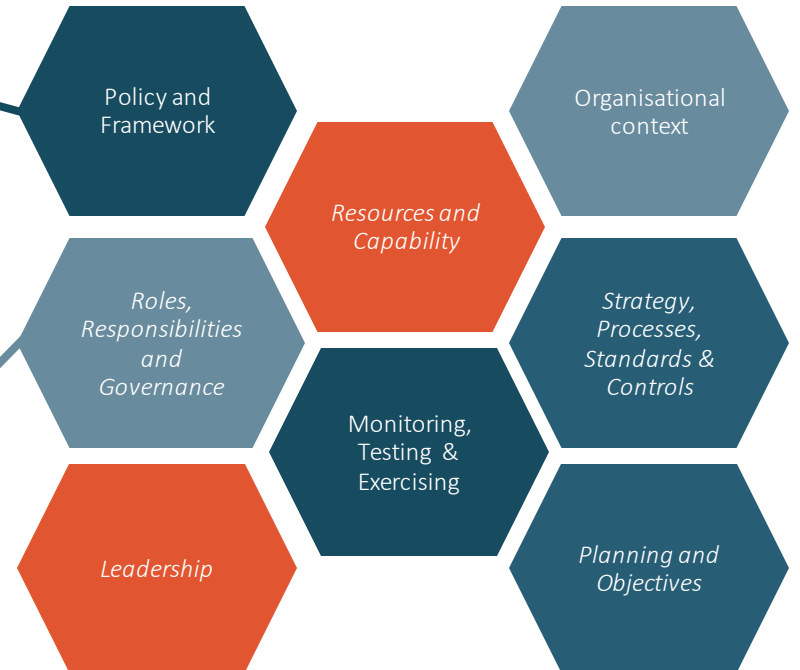 Policy and
Framework
Organisational
context
Resources and
Capability
Roles,
Responsibilities
and
Governance
Strategy,
Processes,
Standards &
Controls
Monitoring,
Testing &
Exercising
Leadership
Planning and
Objectives